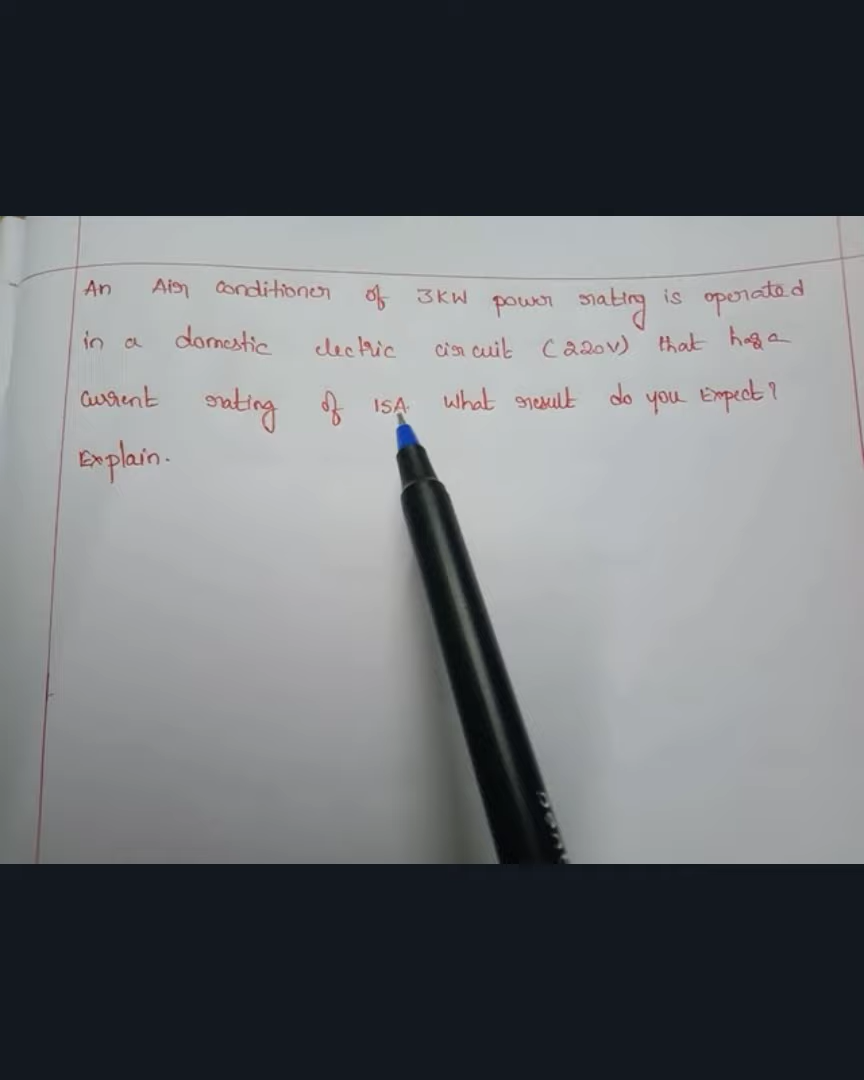 An Air conditioner of 3KW power rating is operated
in a domestic electric circuit (220V) that has a
current rating of 15A. What result do you Expect?
Explain.